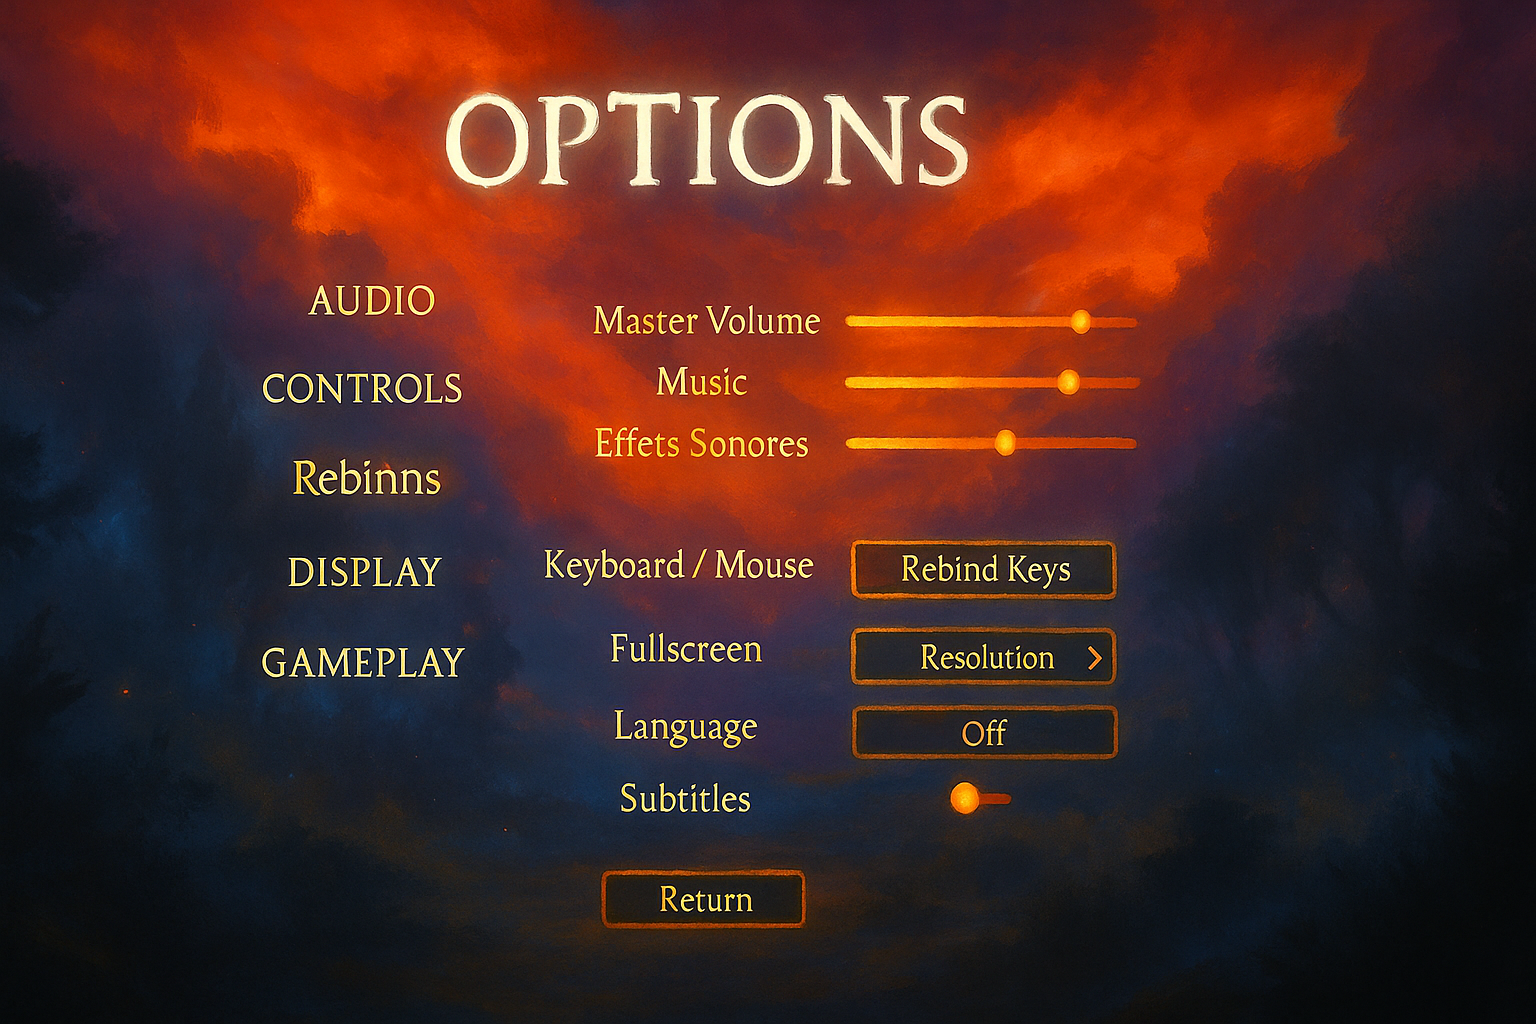 OPTIONS
AUDIO
CONTROLS
Rebinns
DISPLAY
GAMEPLAY
Master Volume
Music
Effets Sonores
Keyboard / Mouse
Rebind Keys
Fullscreen
Resolution >
Language
Off
Subtitles
Return